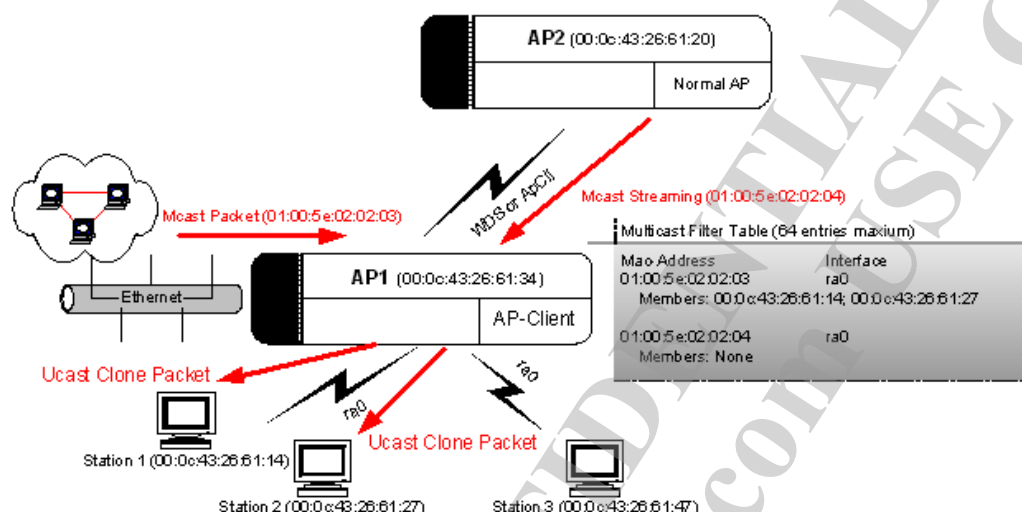 AP2 (00:0c:43:26:61:20)
Normal AP
WDS or ApCli
Mcast Streaming (01:00:5e:02:02:04)
Mcast Packet (01:00:5e:02:02:03)
Multicast Filter Table (64 entries maxium)
Mac Address Interface
01:00:5e:02:02:03 ra0
Members: 00:0c:43:26:61:14; 00:0c:43:26:61:27
01:00:5e:02:02:04 ra0
Members: None
AP1 (00:0c:43:26:61:34)
AP-Client
Ethernet
Ucast Clone Packet
ra0
ra0
Ucast Clone Packet
Station 1 (00:0c:43:26:61:14)
Station 2 (00:0c:43:26:61:27)
Station 3 (00:0c:43:26:61:47)
IDENTIAL
com USE